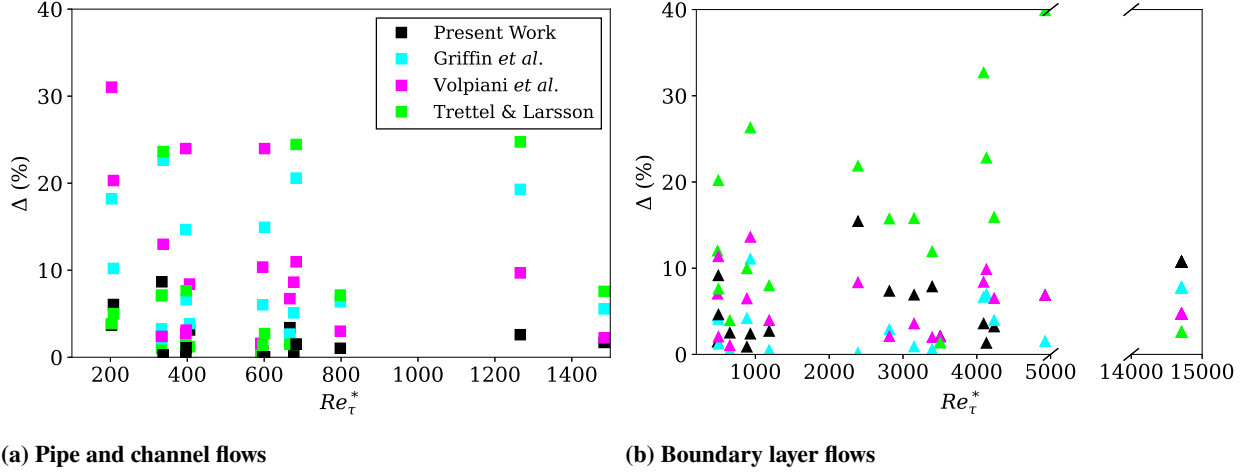 40
30
20
10
0
200
400
600
800
1000
1200
1400
Δ (%)
Re*τ
Present Work
Griffin et al.
Volpiani et al.
Trettel & Larsson
(a) Pipe and channel flows
40
30
20
10
0
1000
2000
3000
4000
5000
14000
15000
Δ (%)
Re*τ
(b) Boundary layer flows